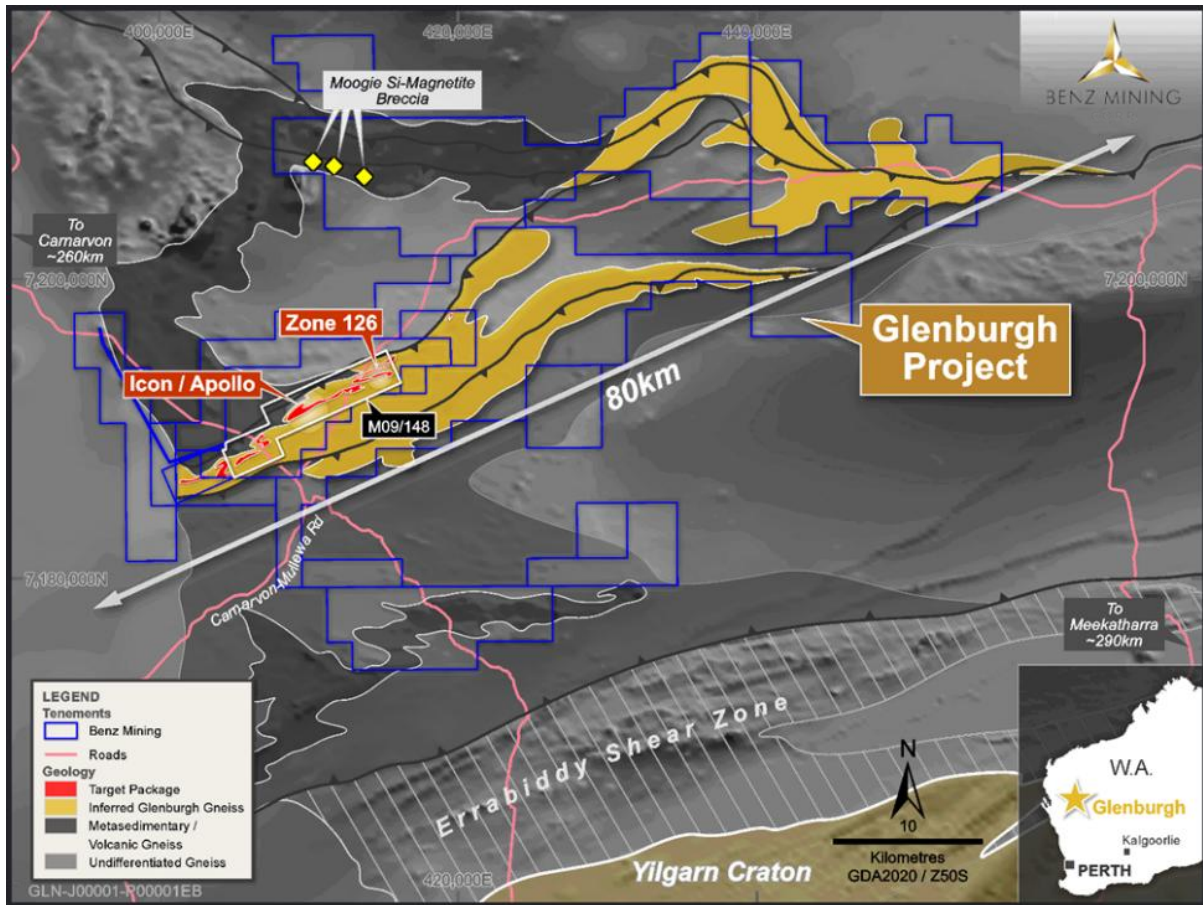 400,000E
420,000E
440,000E
BENZ MINING
Moogie Si-Magnetite
Breccia
To
Carnarvon
~260km
7,200,000N
7,200,000N
Zone 126
Icon / Apollo
Glenburgh
Project
80km
M09/148
7,180,000N
Carnarvon-Mullewa Rd
To
Meekatharra
~290km
LEGEND
Tenements
Benz Mining
Roads
Geology
Target Package
Inferred Glenburgh Gneiss
Metasedimentary /
Volcanic Gneiss
Undifferentiated Gneiss
GLN-J00001-P00001EB
Errabiddy Shear Zone
420,000E
Yilgarn Craton
N
10
Kilometres
GDA2020 / Z50S
W.A.
Glenburgh
Kalgoorlie
PERTH